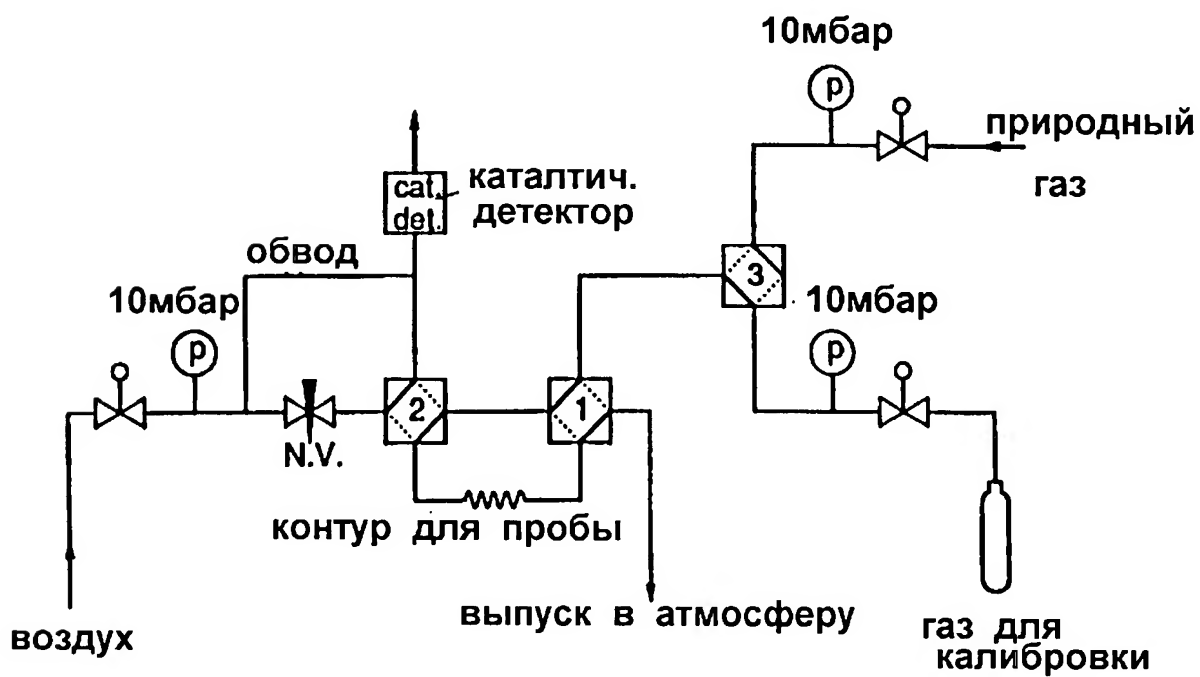 10мбар
p
природный
газ
cat.
det.
каталтич.
детектор
обвод
3
10мбар
p
10мбар
p
2
1
N.V.
контур для пробы
выпуск в атмосферу
воздух
газ для
калибровки